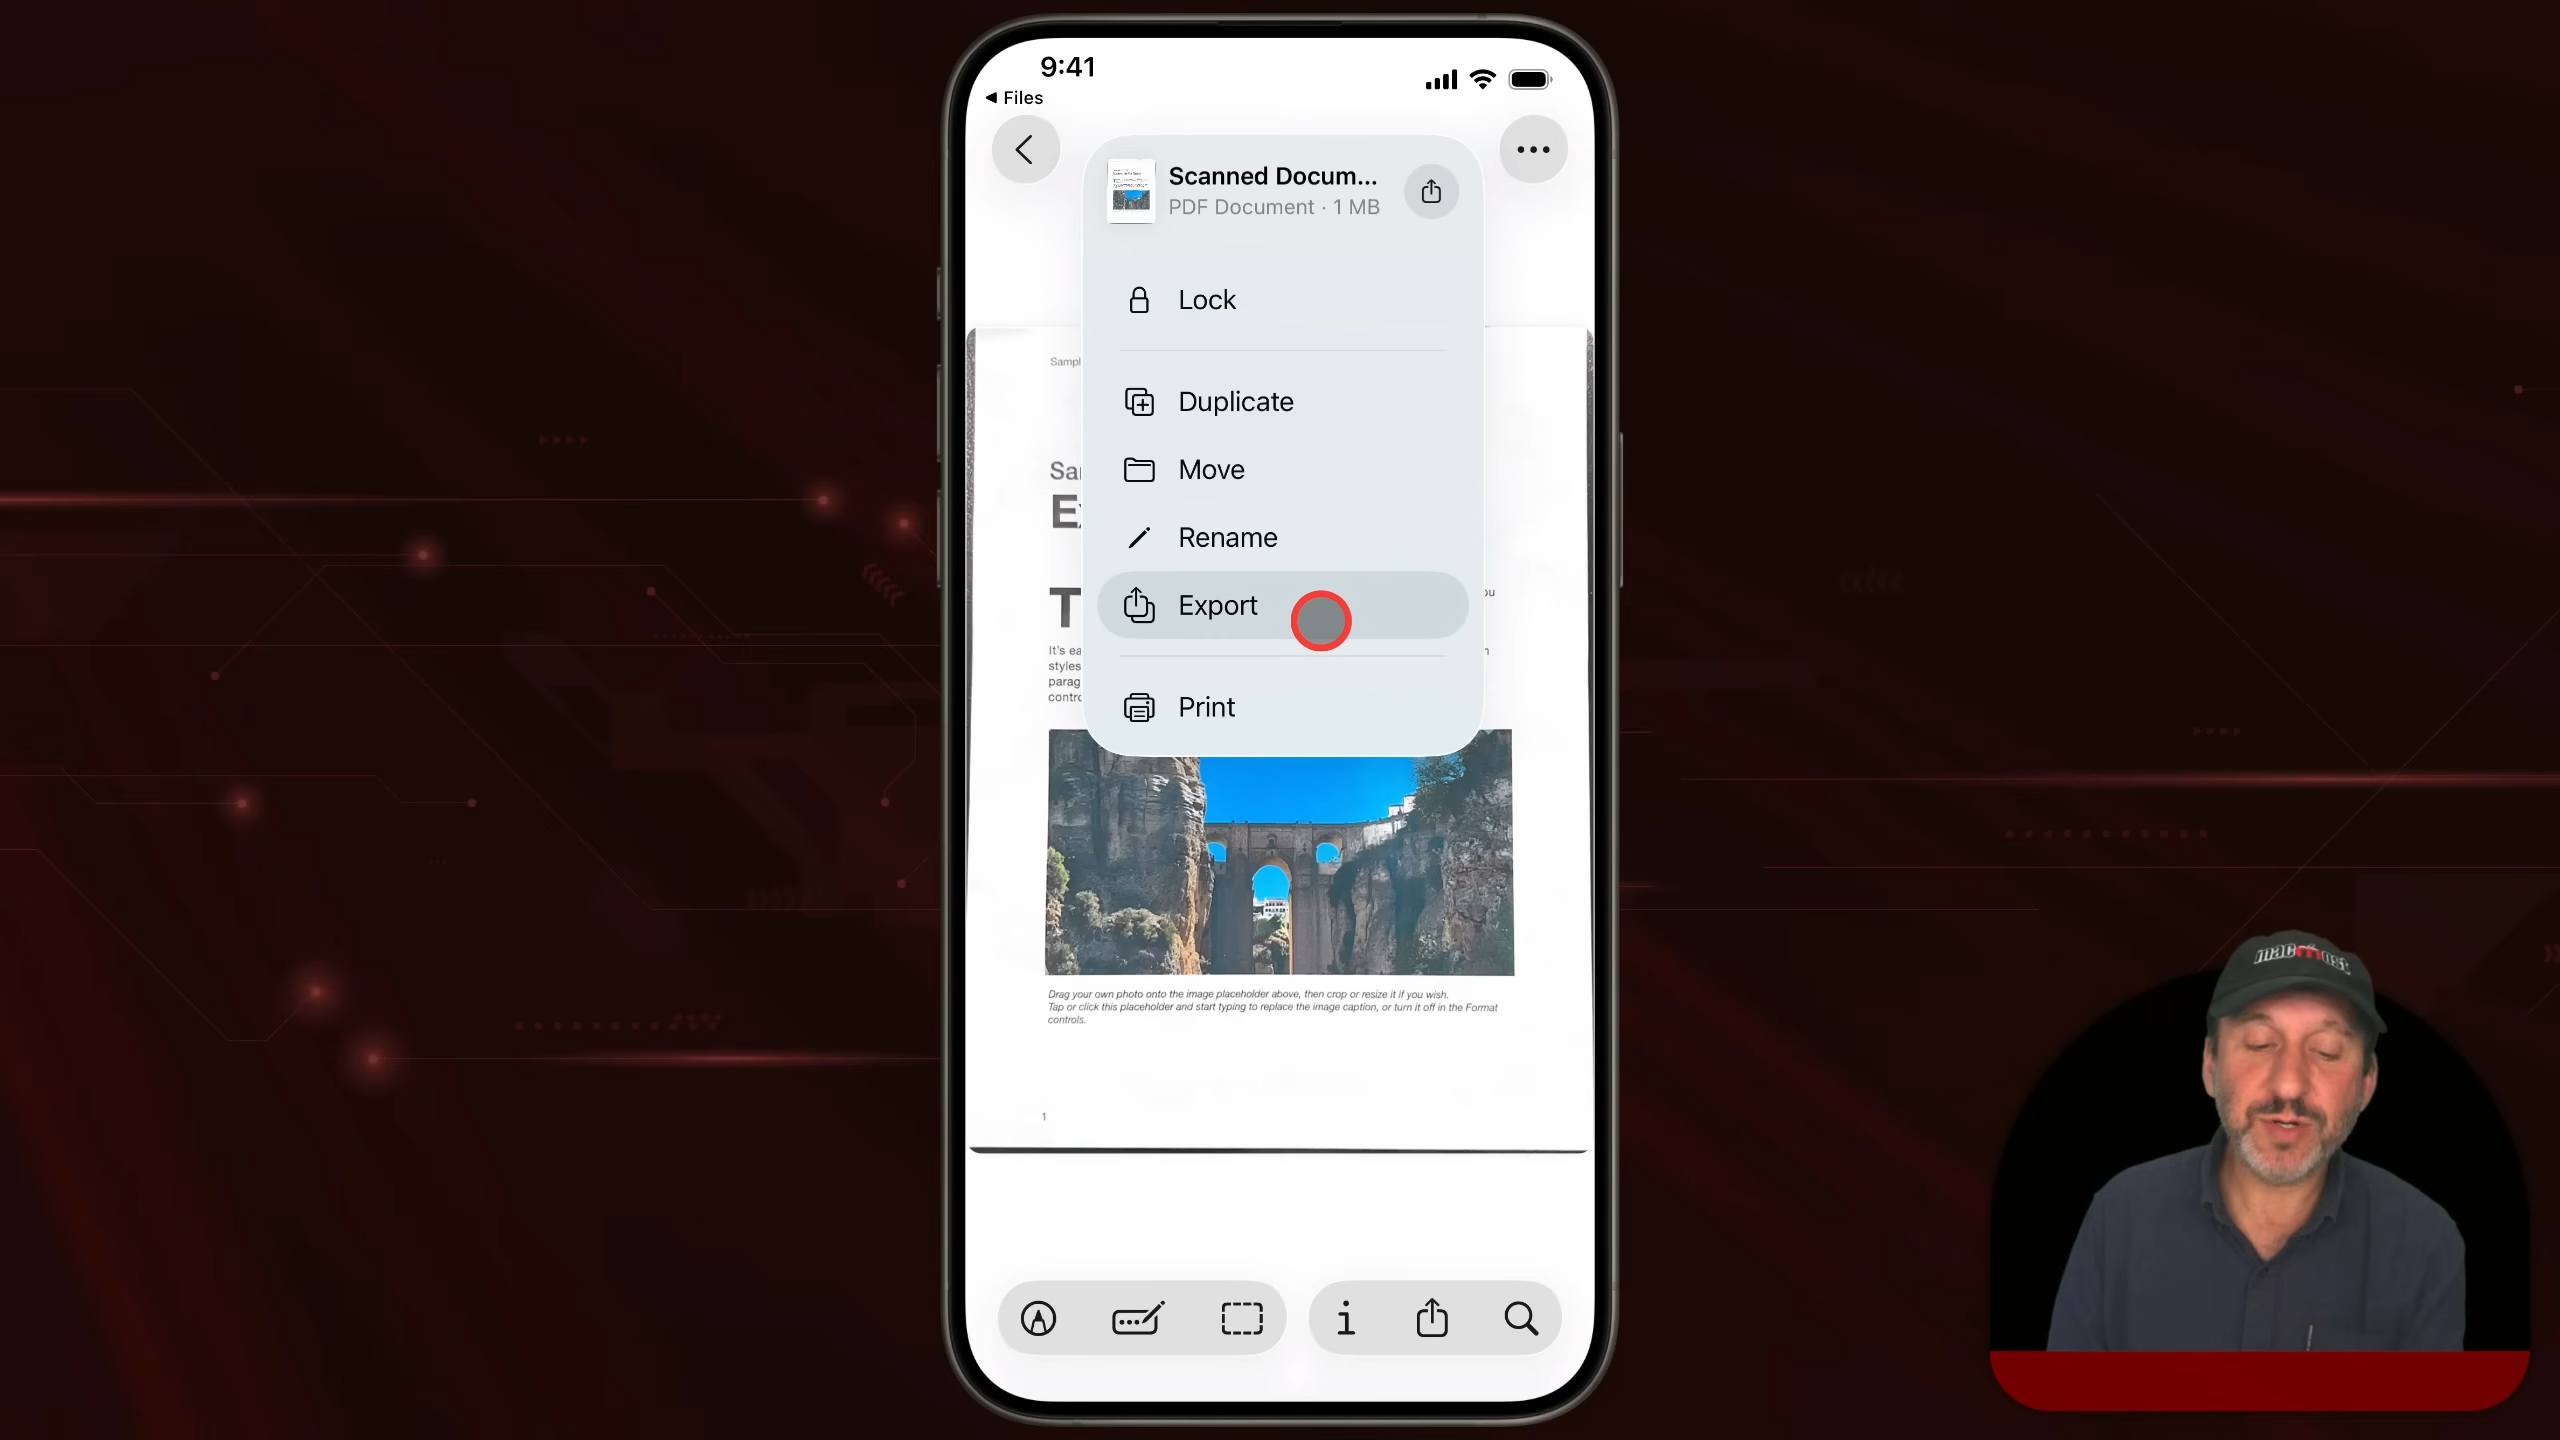 9:41
◀ Files
Scanned Docum...
PDF Document · 1 MB
Lock
Duplicate
Move
Rename
Export
Print
Sampl
Sa
E
T
ou
It's ea
styles
parag
contro
Drag your own photo onto the image placeholder above, then crop or resize it if you wish.
Tap or click this placeholder and start typing to replace the image caption, or turn it off in the Format
controls.
1
macmost